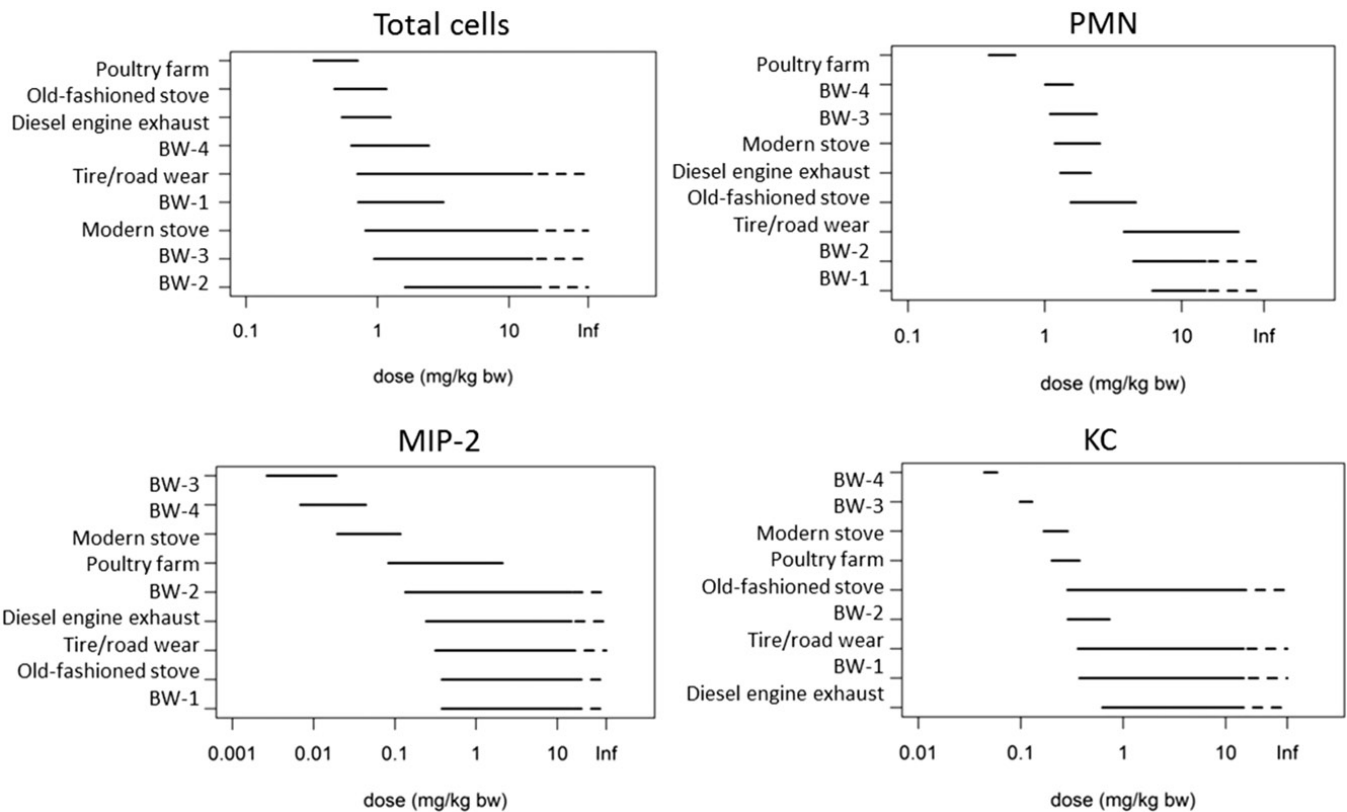 Total cells
Poultry farm
Old-fashioned stove
Diesel engine exhaust
BW-4
Tire/road wear
BW-1
Modern stove
BW-3
BW-2
0.1 1 10 Inf
dose (mg/kg bw)
PMN
Poultry farm
BW-4
BW-3
Modern stove
Diesel engine exhaust
Old-fashioned stove
Tire/road wear
BW-2
BW-1
0.1 1 10 Inf
dose (mg/kg bw)
MIP-2
BW-3
BW-4
Modern stove
Poultry farm
BW-2
Diesel engine exhaust
Tire/road wear
Old-fashioned stove
BW-1
0.001 0.01 0.1 1 10 Inf
dose (mg/kg bw)
KC
BW-4
BW-3
Modern stove
Poultry farm
Old-fashioned stove
BW-2
Tire/road wear
BW-1
Diesel engine exhaust
0.01 0.1 1 10 Inf
dose (mg/kg bw)